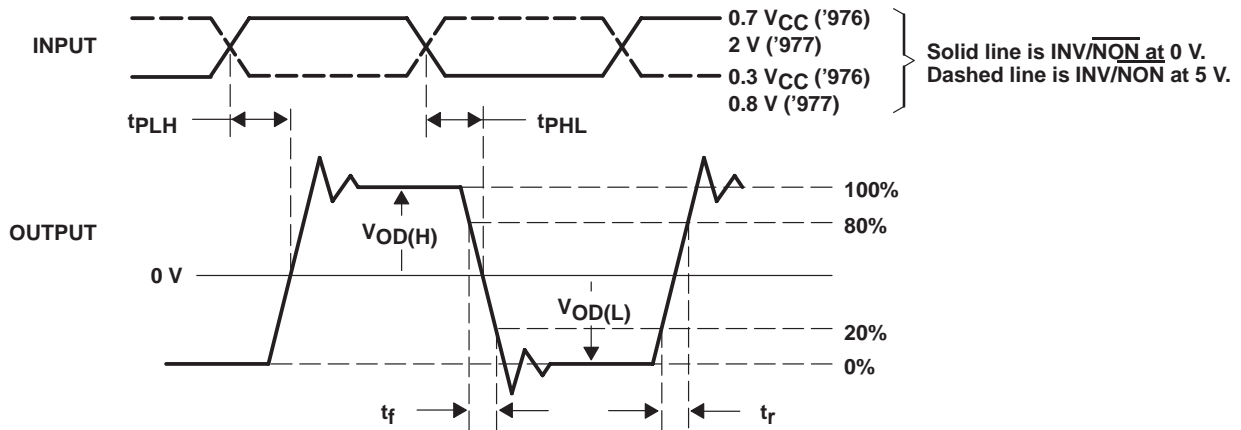 INPUT
0.7 VCC ('976)
2 V ('977)
0.3 VCC ('976)
0.8 V ('977)
Solid line is INV/NON at 0 V.
Dashed line is INV/NON at 5 V.
tPLH
tPHL
OUTPUT
100%
80%
VOD(H)
0 V
VOD(L)
20%
0%
tf
tr